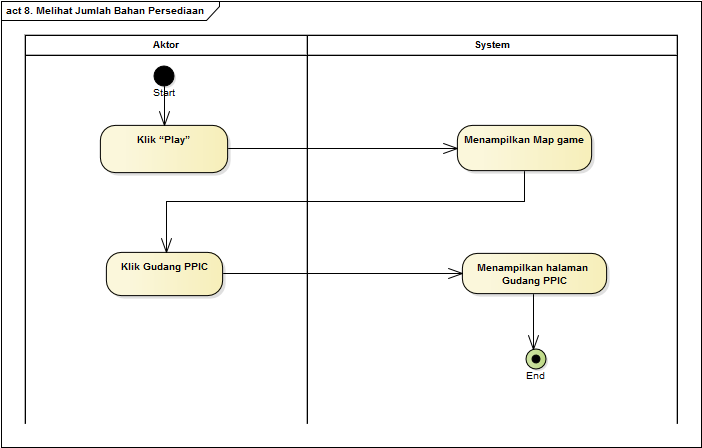 act 8. Melihat Jumlah Bahan Persediaan
Aktor
System
Start
Klik “Play”
Menampilkan Map game
Klik Gudang PPIC
Menampilkan halaman
Gudang PPIC
End